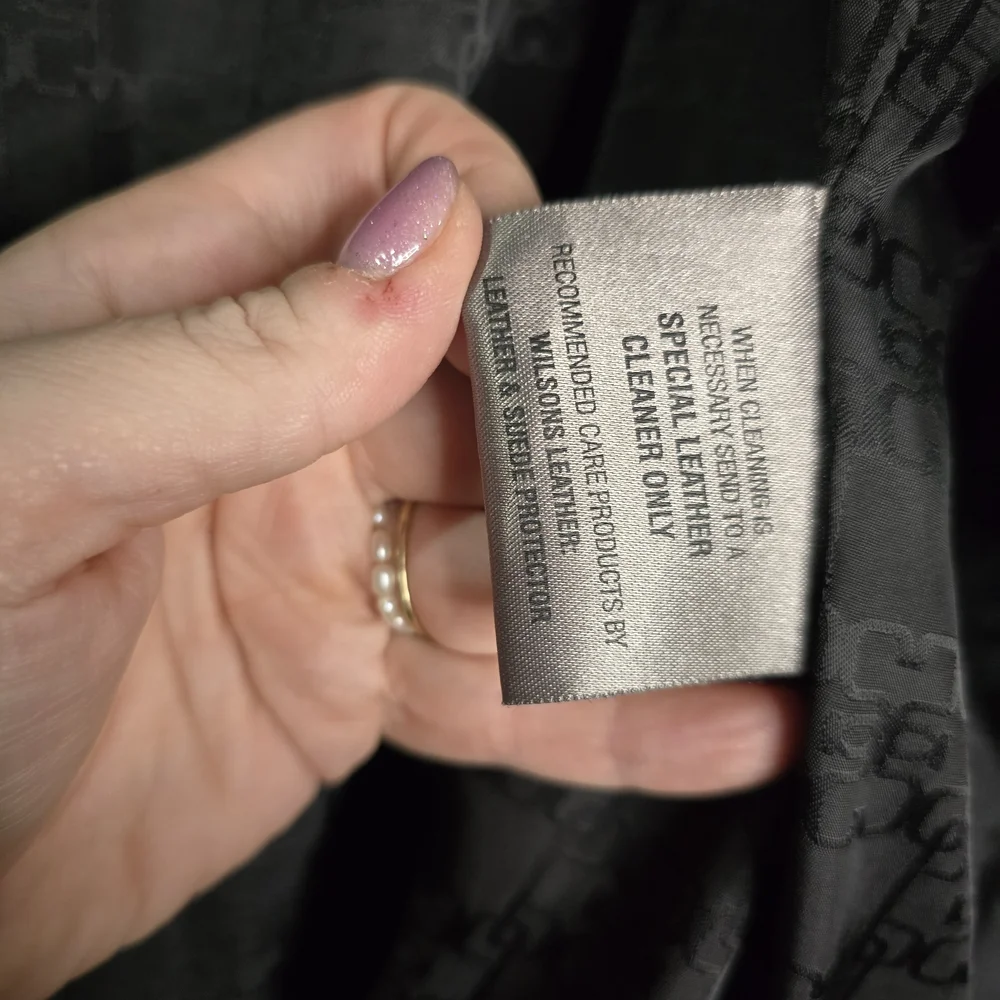 WHEN CLEANING IS
NECESSARY SEND TO A
SPECIAL LEATHER
CLEANER ONLY
RECOMMENDED CARE PRODUCTS BY
WILSONS LEATHER:
LEATHER & SUEDE PROTECTOR